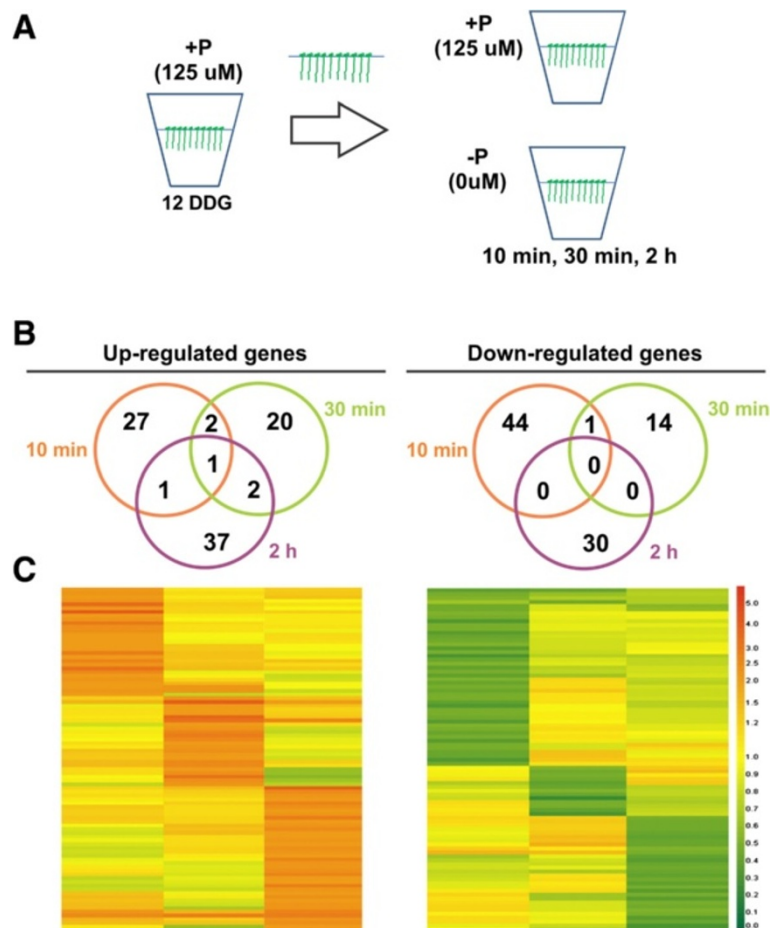 A
+P
(125 uM)
12 DDG
+P
(125 uM)
-P
(0uM)
10 min, 30 min, 2 h
B
Up-regulated genes
27
2
20
30 min
10 min
1
1
2
37
2 h
Down-regulated genes
44
1
14
30 min
10 min
0
0
0
30
2 h
C
5.0
4.0
3.0
2.5
2.0
1.5
1.2
1.0
0.9
0.8
0.7
0.6
0.5
0.4
0.3
0.2
0.1
0.0